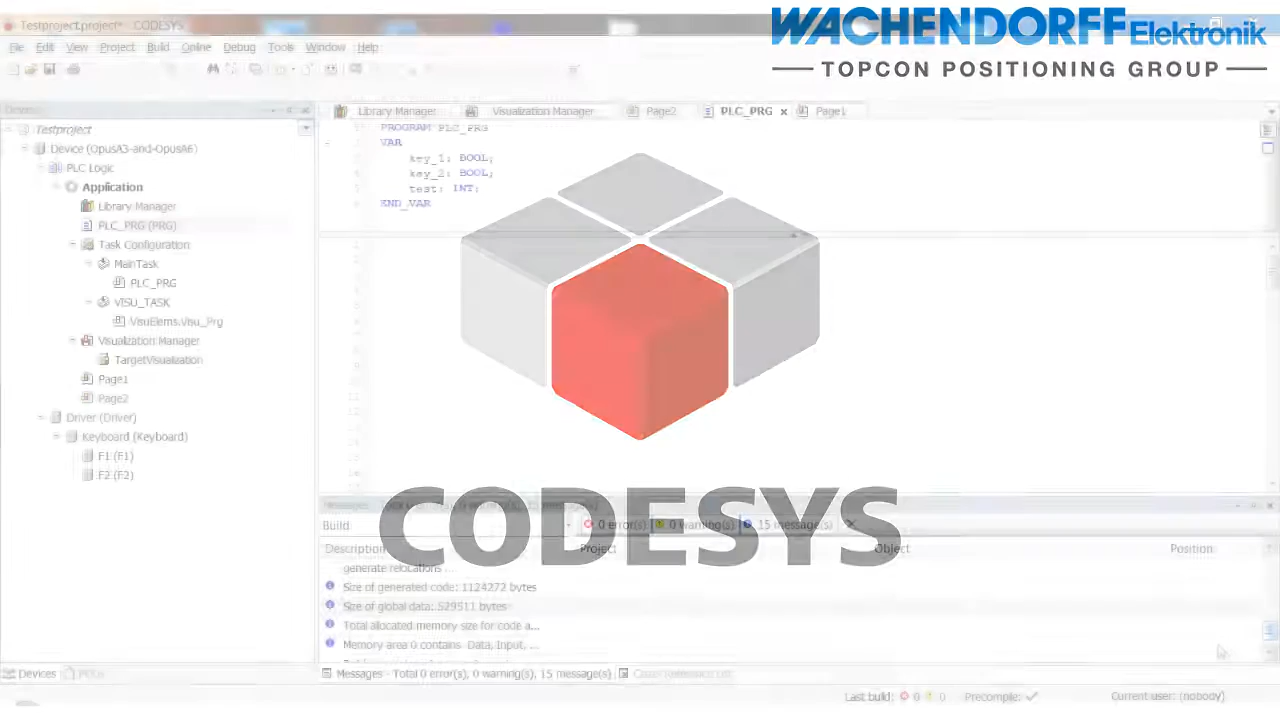 Testproject.project* - CODESYS
WACHENDORFF Elektronik
TOPCON POSITIONING GROUP
File Edit View Project Build Online Debug Tools Window Help
Library Manager Visualization Manager Page2 PLC_PRG x Page1
Testproject
Device (OpusA3-and-OpusA6)
PLC Logic
Application
Library Manager
PLC_PRG (PRG)
Task Configuration
MainTask
PLC_PRG
VISU_TASK
VisuElems.Visu_Prg
Visualization Manager
TargetVisualization
Page1
Page2
Driver (Driver)
Keyboard (Keyboard)
F1 (F1)
F2 (F2)
PROGRAM PLC_PRG
VAR
key_1: BOOL;
key_2: BOOL;
test: INT;
END_VAR
CODESYS
Build 0 error(s) 0 warning(s) 15 message(s)
Description Project Object Position
generate relocations ...
Size of generated code: 1124272 bytes
Size of global data: 529511 bytes
Total allocated memory size for code a...
Memory area 0 contains Data, Input, ...
Devices POUs
Messages - Total 0 error(s), 0 warning(s), 15 message(s) Cross Reference List
Last build: 0 0 Precompile: Current user: (nobody)